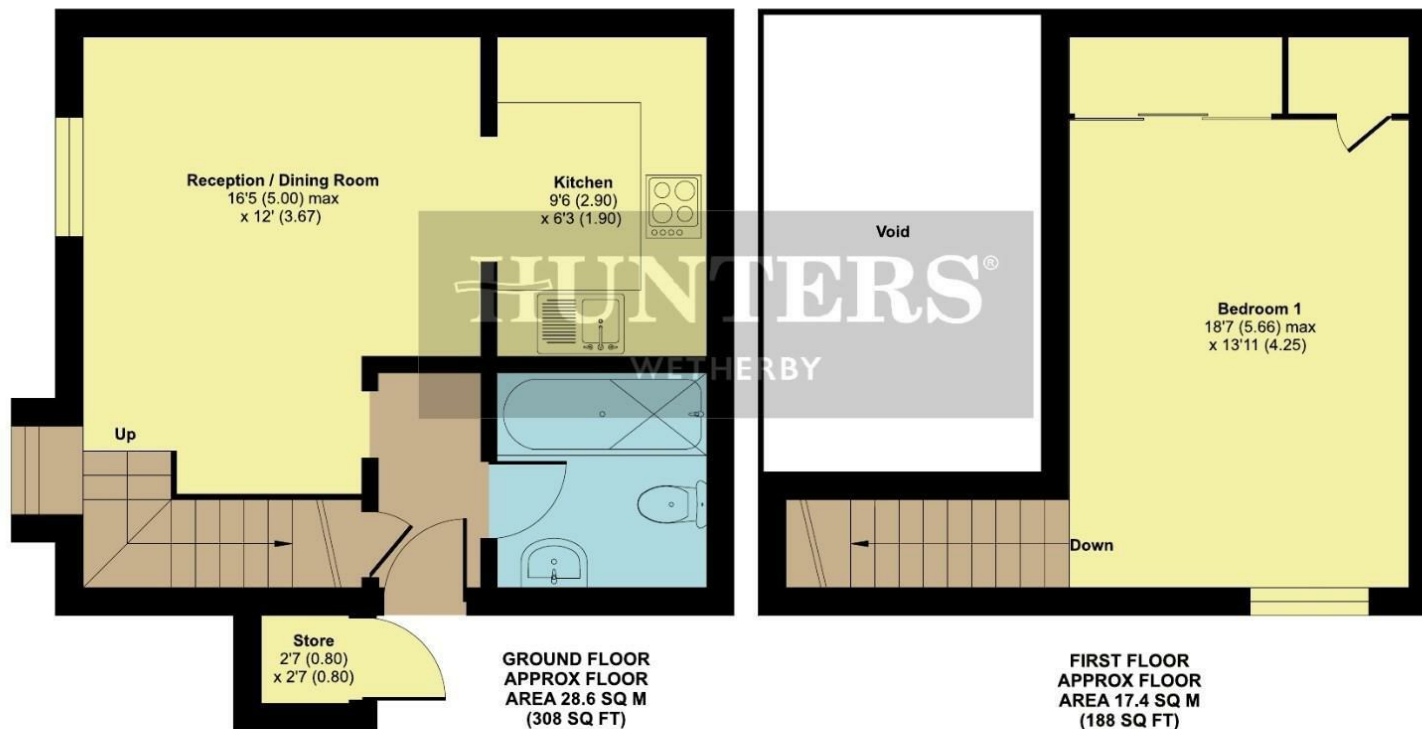 Reception / Dining Room
16'5 (5.00) max
x 12' (3.67)
Kitchen
9'6 (2.90)
x 6'3 (1.90)
Up
Store
2'7 (0.80)
x 2'7 (0.80)
GROUND FLOOR
APPROX FLOOR
AREA 28.6 SQ M
(308 SQ FT)
HUNTERS®
WETHERBY
Void
Bedroom 1
18'7 (5.66) max
x 13'11 (4.25)
Down
FIRST FLOOR
APPROX FLOOR
AREA 17.4 SQ M
(188 SQ FT)